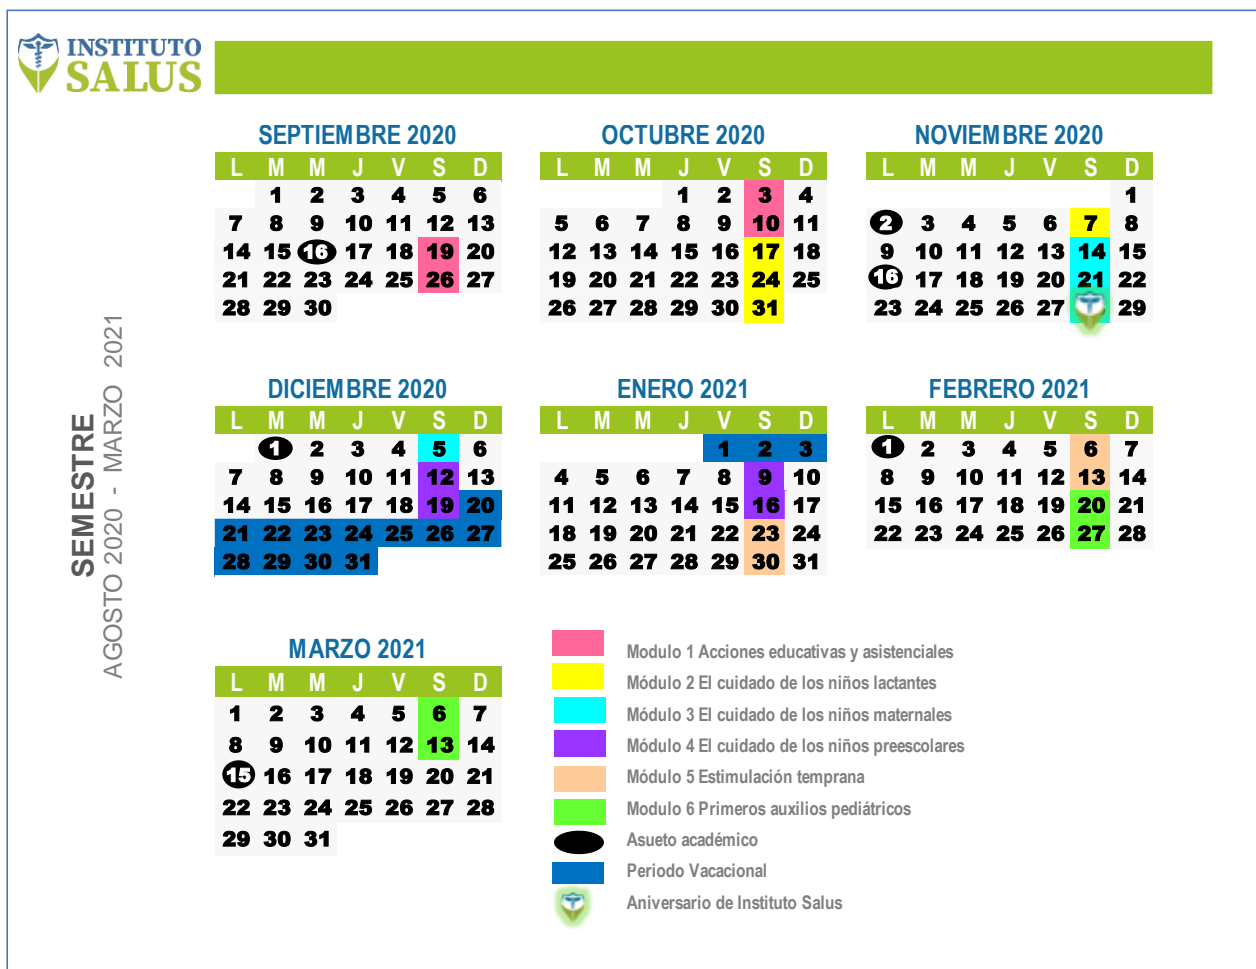 INSTITUTO
SALUS
SEMESTRE
AGOSTO 2020 - MARZO 2021
SEPTIEMBRE 2020
L M M J V S D
1 2 3 4 5 6
7 8 9 10 11 12 13
14 15 16 17 18 19 20
21 22 23 24 25 26 27
28 29 30
OCTUBRE 2020
L M M J V S D
1 2 3 4
5 6 7 8 9 10 11
12 13 14 15 16 17 18
19 20 21 22 23 24 25
26 27 28 29 30 31
NOVIEMBRE 2020
L M M J V S D
1
2 3 4 5 6 7 8
9 10 11 12 13 14 15
16 17 18 19 20 21 22
23 24 25 26 27 29
DICIEMBRE 2020
L M M J V S D
1 2 3 4 5 6
7 8 9 10 11 12 13
14 15 16 17 18 19 20
21 22 23 24 25 26 27
28 29 30 31
ENERO 2021
L M M J V S D
1 2 3
4 5 6 7 8 9 10
11 12 13 14 15 16 17
18 19 20 21 22 23 24
25 26 27 28 29 30 31
FEBRERO 2021
L M M J V S D
1 2 3 4 5 6 7
8 9 10 11 12 13 14
15 16 17 18 19 20 21
22 23 24 25 26 27 28
MARZO 2021
L M M J V S D
1 2 3 4 5 6 7
8 9 10 11 12 13 14
15 16 17 18 19 20 21
22 23 24 25 26 27 28
29 30 31
Modulo 1 Acciones educativas y asistenciales
Módulo 2 El cuidado de los niños lactantes
Módulo 3 El cuidado de los niños maternales
Módulo 4 El cuidado de los niños preescolares
Módulo 5 Estimulación temprana
Modulo 6 Primeros auxilios pediátricos
Asueto académico
Periodo Vacacional
Aniversario de Instituto Salus